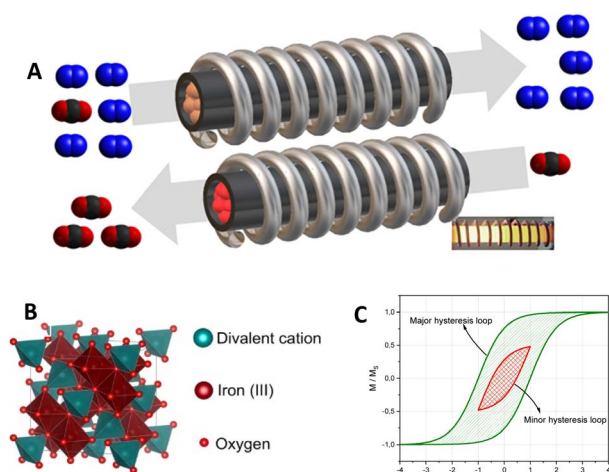 A
B
Divalent cation
Iron (III)
Oxygen
C
Major hysteresis loop
Minor hysteresis loop
M / M_S
1,0
0,5
0,0
-0,5
-1,0
-4 -3 -2 -1 0 1 2 3 4